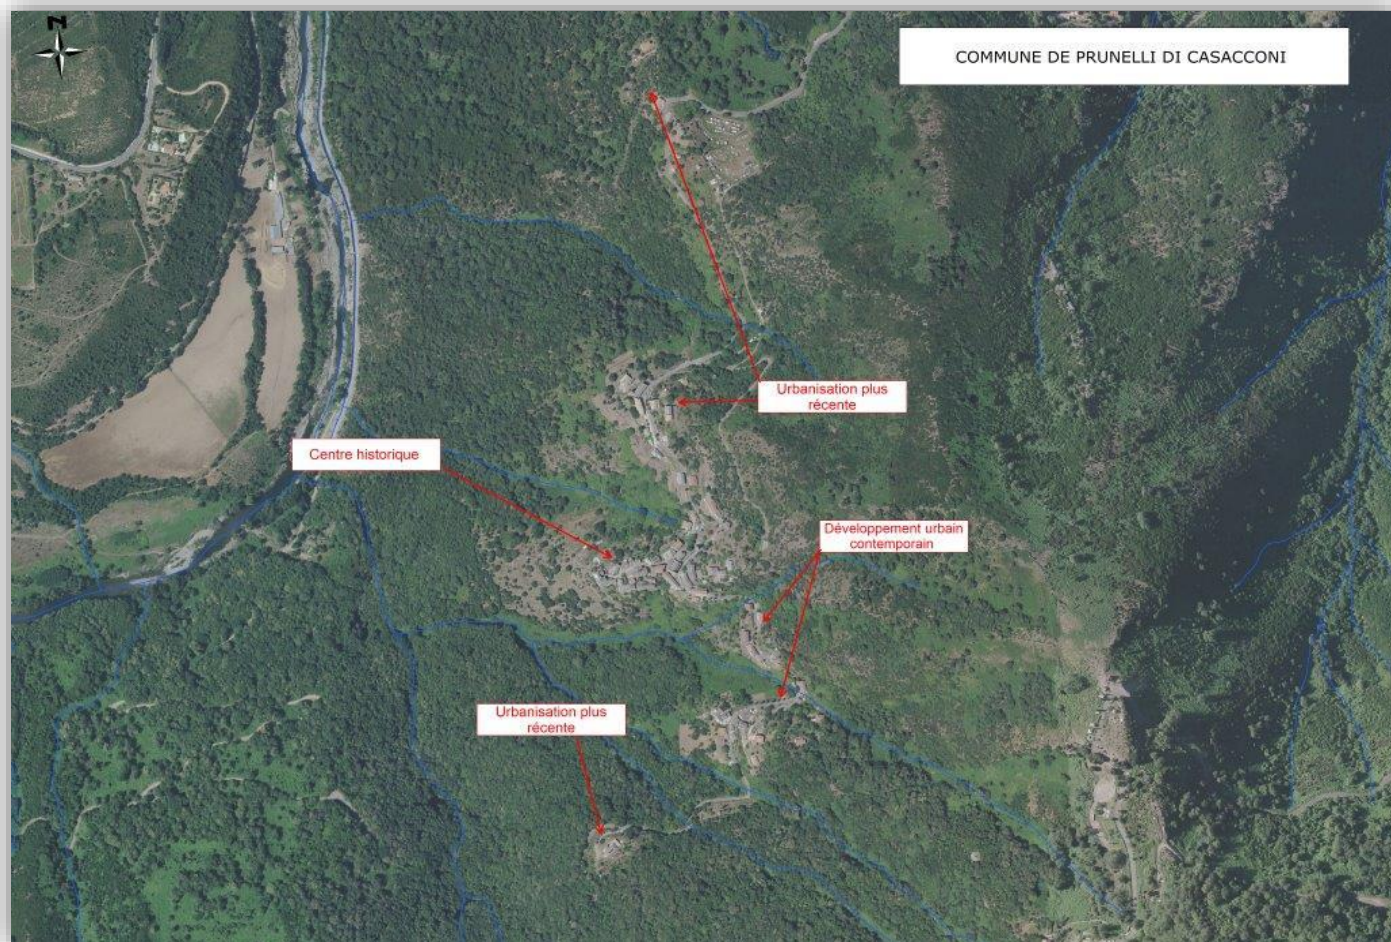 N
COMMUNE DE PRUNELLI DI CASACCONI
Urbanisation plus
récente
Centre historique
Développement urbain
contemporain
Urbanisation plus
récente